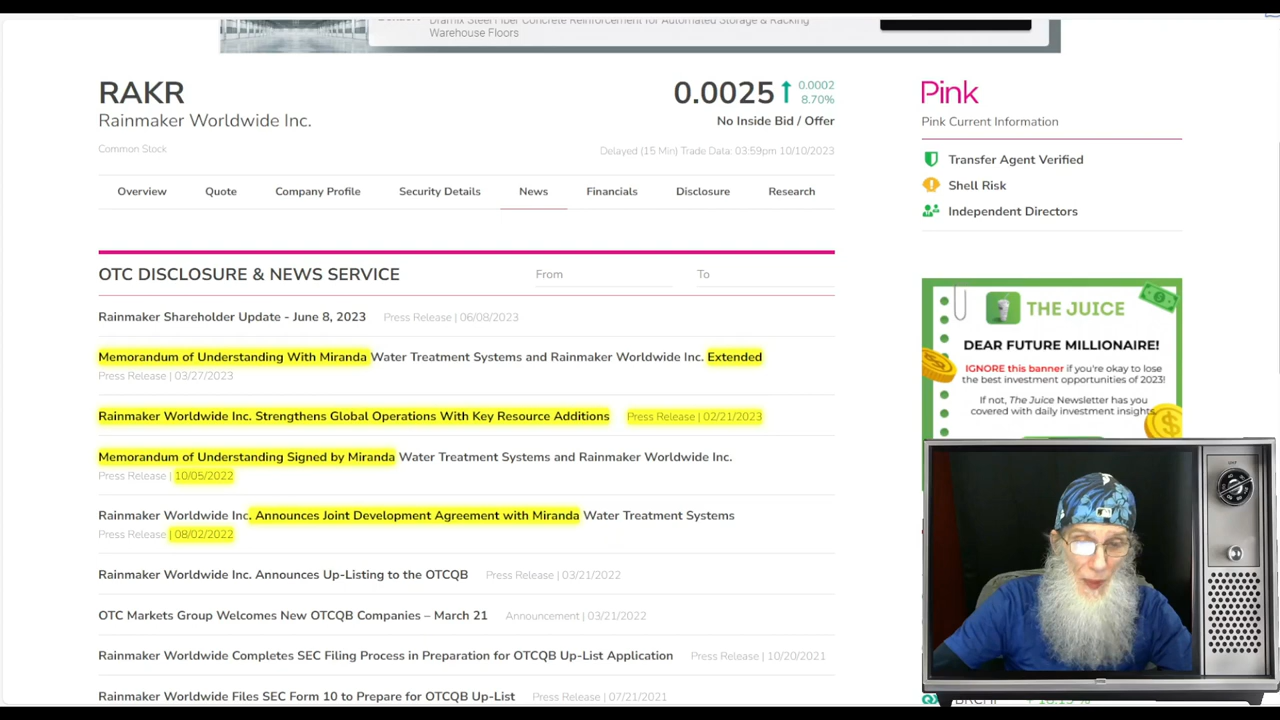 Dramix Steel Fiber Concrete Reinforcement for Automated Storage & Racking
Warehouse Floors
RAKR
Rainmaker Worldwide Inc.
Common Stock
0.0025
0.0002
8.70%
No Inside Bid / Offer
Delayed (15 Min) Trade Data: 03:59pm 10/10/2023
Pink
Pink Current Information
Transfer Agent Verified
Shell Risk
Independent Directors
Overview Quote Company Profile Security Details News Financials Disclosure Research
OTC DISCLOSURE & NEWS SERVICE From To
Rainmaker Shareholder Update - June 8, 2023 Press Release | 06/08/2023
Memorandum of Understanding With Miranda Water Treatment Systems and Rainmaker Worldwide Inc. Extended
Press Release | 03/27/2023
Rainmaker Worldwide Inc. Strengthens Global Operations With Key Resource Additions Press Release | 02/21/2023
Memorandum of Understanding Signed by Miranda Water Treatment Systems and Rainmaker Worldwide Inc.
Press Release | 10/05/2022
Rainmaker Worldwide Inc. Announces Joint Development Agreement with Miranda Water Treatment Systems
Press Release | 08/02/2022
Rainmaker Worldwide Inc. Announces Up-Listing to the OTCQB Press Release | 03/21/2022
OTC Markets Group Welcomes New OTCQB Companies – March 21 Announcement | 03/21/2022
Rainmaker Worldwide Completes SEC Filing Process in Preparation for OTCQB Up-List Application Press Release | 10/20/2021
Rainmaker Worldwide Files SEC Form 10 to Prepare for OTCQB Up-List Press Release | 07/21/2021
THE JUICE
DEAR FUTURE MILLIONAIRE!
IGNORE this banner if you're okay to lose
the best investment opportunities of 2023!
If not, The Juice Newsletter has you
covered with daily investment insights.